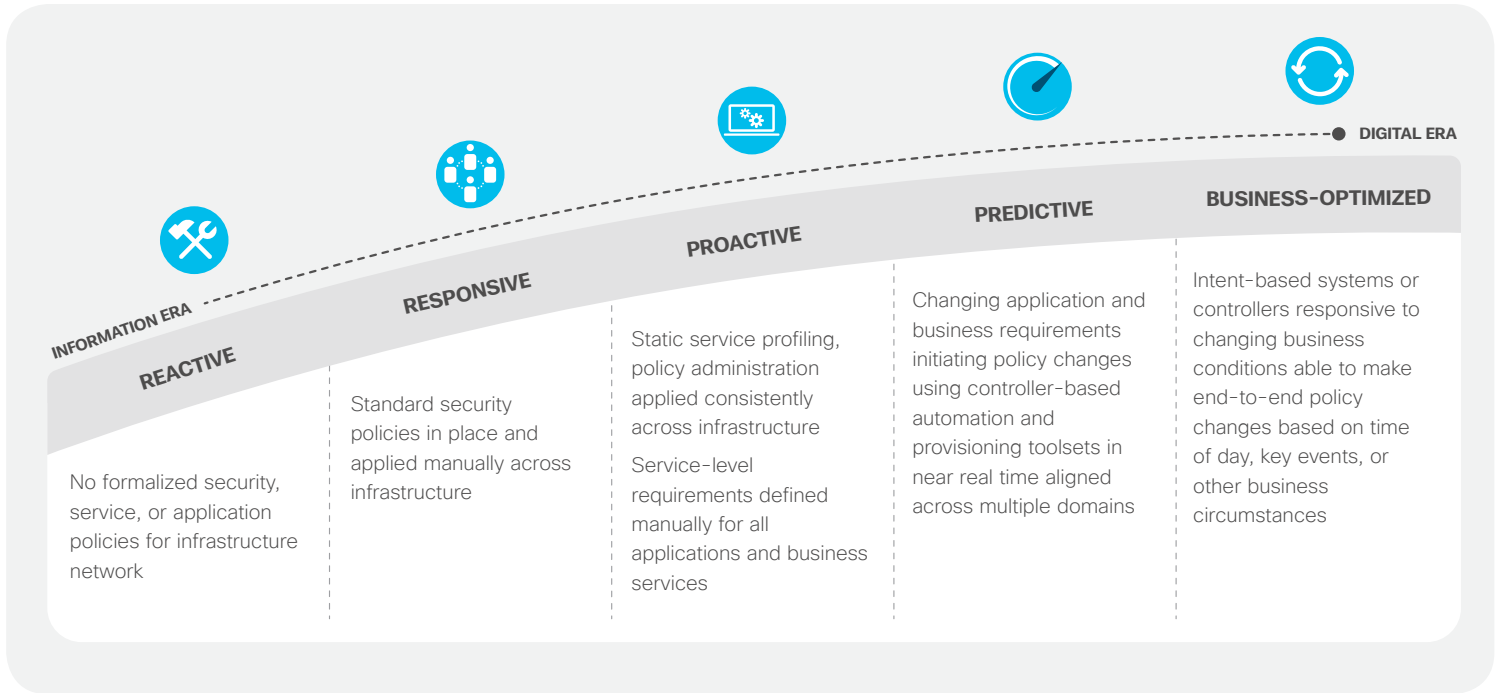 INFORMATION ERA
DIGITAL ERA
REACTIVE
No formalized security,
service, or application
policies for infrastructure
network
RESPONSIVE
Standard security
policies in place and
applied manually across
infrastructure
PROACTIVE
Static service profiling,
policy administration
applied consistently
across infrastructure
Service-level
requirements defined
manually for all
applications and business
services
PREDICTIVE
Changing application and
business requirements
initiating policy changes
using controller-based
automation and
provisioning toolsets in
near real time aligned
across multiple domains
BUSINESS-OPTIMIZED
Intent-based systems or
controllers responsive to
changing business
conditions able to make
end-to-end policy
changes based on time
of day, key events, or
other business
circumstances